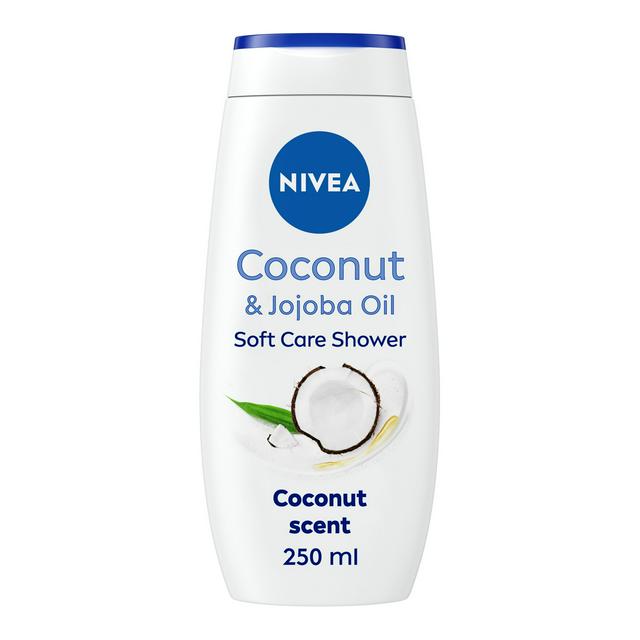 NIVEA
Coconut
& Jojoba Oil
Soft Care Shower
Coconut
scent
250 ml